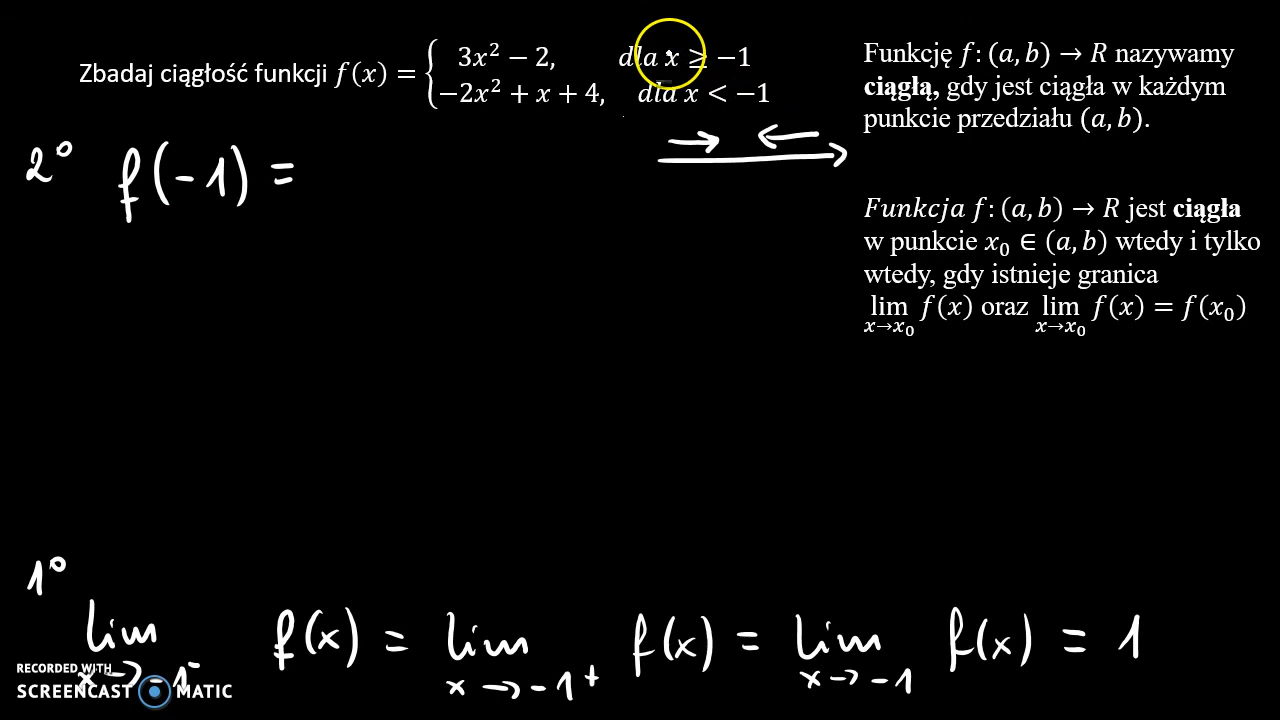 Zbadaj ciągłość funkcji f(x) = { 3x² − 2, dla x ≥ −1
−2x² + x + 4, dla x < −1
Funkcję f: (a, b) → R nazywamy
ciągłą, gdy jest ciągła w każdym
punkcie przedziału (a, b).
2° f(-1) =
Funkcja f: (a, b) → R jest ciągła
w punkcie x₀ ∈ (a, b) wtedy i tylko
wtedy, gdy istnieje granica
lim f(x) oraz lim f(x) = f(x₀)
x→x₀ x→x₀
1°
lim f(x) = lim f(x) = lim f(x) = 1
x→-1⁻ x→-1⁺ x→-1
RECORDED WITH
SCREENCAST MATIC